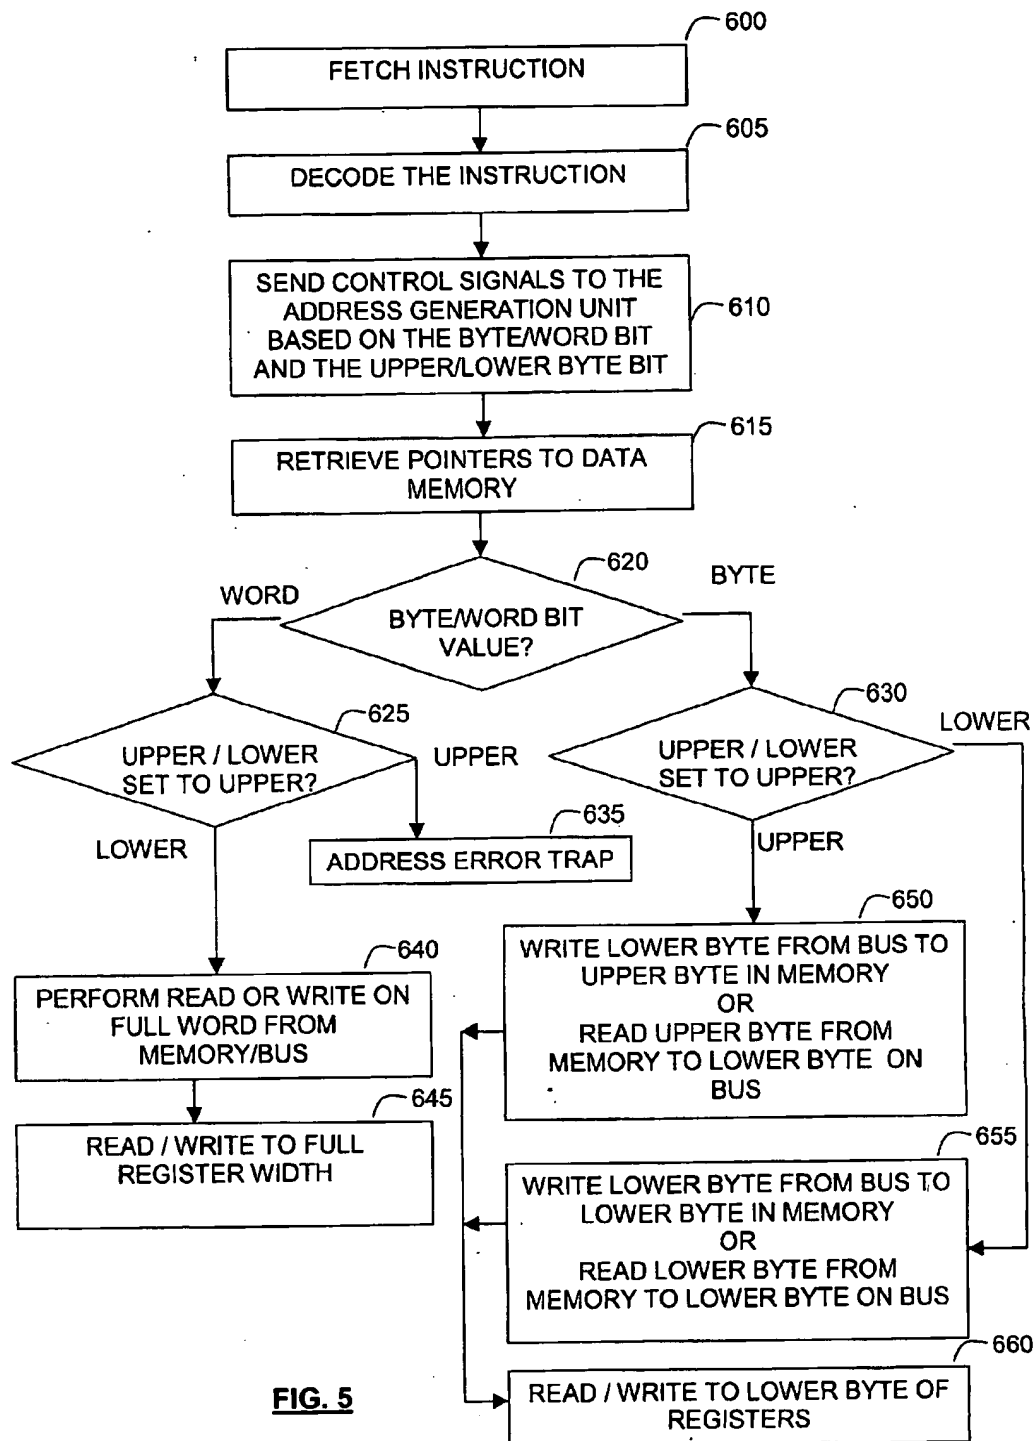 600
FETCH INSTRUCTION
605
DECODE THE INSTRUCTION
SEND CONTROL SIGNALS TO THE
ADDRESS GENERATION UNIT
BASED ON THE BYTE/WORD BIT
AND THE UPPER/LOWER BYTE BIT
610
615
RETRIEVE POINTERS TO DATA
MEMORY
620
WORD
BYTE
BYTE/WORD BIT
VALUE?
625
UPPER / LOWER
SET TO UPPER?
UPPER
630
LOWER
UPPER / LOWER
SET TO UPPER?
LOWER
635
ADDRESS ERROR TRAP
UPPER
640
PERFORM READ OR WRITE ON
FULL WORD FROM
MEMORY/BUS
645
READ / WRITE TO FULL
REGISTER WIDTH
650
WRITE LOWER BYTE FROM BUS TO
UPPER BYTE IN MEMORY
OR
READ UPPER BYTE FROM
MEMORY TO LOWER BYTE ON
BUS
655
WRITE LOWER BYTE FROM BUS TO
LOWER BYTE IN MEMORY
OR
READ LOWER BYTE FROM
MEMORY TO LOWER BYTE ON BUS
660
READ / WRITE TO LOWER BYTE OF
REGISTERS
FIG. 5